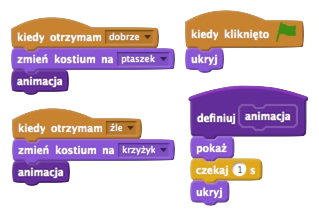 kiedy otrzymam dobrze
zmień kostium na ptaszek
animacja
kiedy otrzymam źle
zmień kostium na krzyżyk
animacja
kiedy kliknięto
ukryj
definiuj animacja
pokaż
czekaj 1 s
ukryj